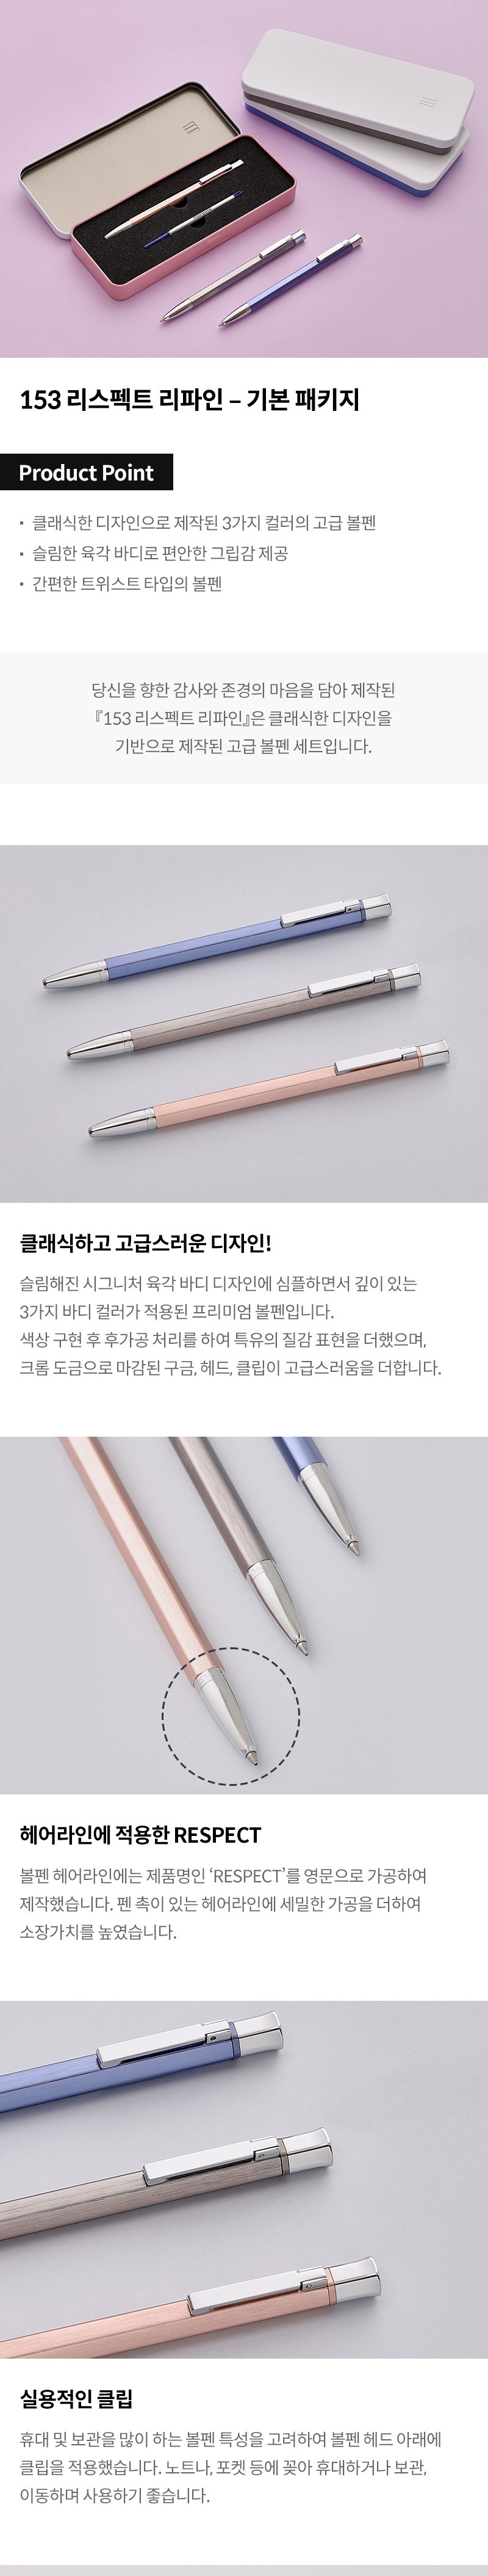 153 리스펙트 리파인 – 기본 패키지
Product Point
▪ 클래식한 디자인으로 제작된 3가지 컬러의 고급 볼펜
▪ 슬림한 육각 바디로 편안한 그립감 제공
▪ 간편한 트위스트 타입의 볼펜
당신을 향한 감사와 존경의 마음을 담아 제작된
『153 리스펙트 리파인』은 클래식한 디자인을
기반으로 제작된 고급 볼펜 세트입니다.
클래식하고 고급스러운 디자인!
슬림해진 시그니처 육각 바디 디자인에 심플하면서 깊이 있는
3가지 바디 컬러가 적용된 프리미엄 볼펜입니다.
색상 구현 후 후가공 처리를 하여 특유의 질감 표현을 더했으며,
크롬 도금으로 마감된 구금, 헤드, 클립이 고급스러움을 더합니다.
헤어라인에 적용한 RESPECT
볼펜 헤어라인에는 제품명인 ‘RESPECT’를 영문으로 가공하여
제작했습니다. 펜 촉이 있는 헤어라인에 세밀한 가공을 더하여
소장가치를 높였습니다.
실용적인 클립
휴대 및 보관을 많이 하는 볼펜 특성을 고려하여 볼펜 헤드 아래에
클립을 적용했습니다. 노트나, 포켓 등에 꽂아 휴대하거나 보관,
이동하며 사용하기 좋습니다.